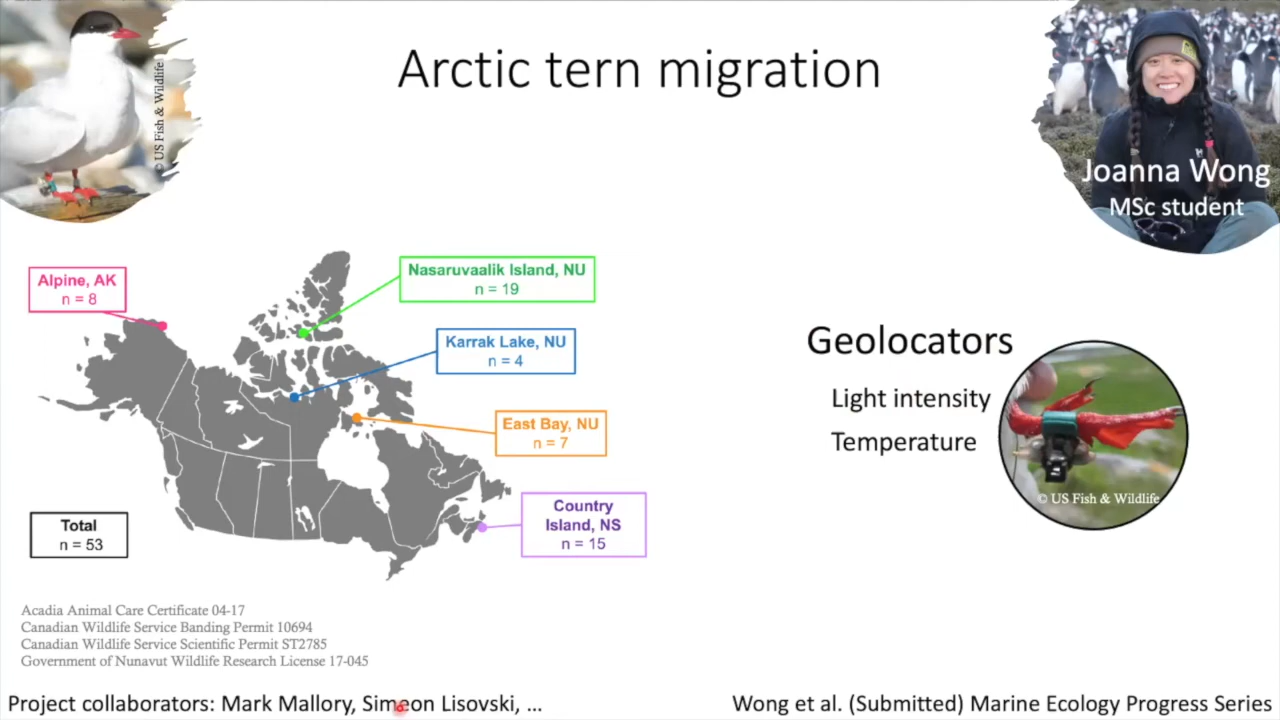 Arctic tern migration
© US Fish & Wildlife
Joanna Wong
MSc student
Alpine, AK
n = 8
Nasaruvaalik Island, NU
n = 19
Karrak Lake, NU
n = 4
East Bay, NU
n = 7
Country
Island, NS
n = 15
Total
n = 53
Geolocators
Light intensity
Temperature
© US Fish & Wildlife
Acadia Animal Care Certificate 04-17
Canadian Wildlife Service Banding Permit 10694
Canadian Wildlife Service Scientific Permit ST2785
Government of Nunavut Wildlife Research License 17-045
Project collaborators: Mark Mallory, Simeon Lisovski, ...
Wong et al. (Submitted) Marine Ecology Progress Series